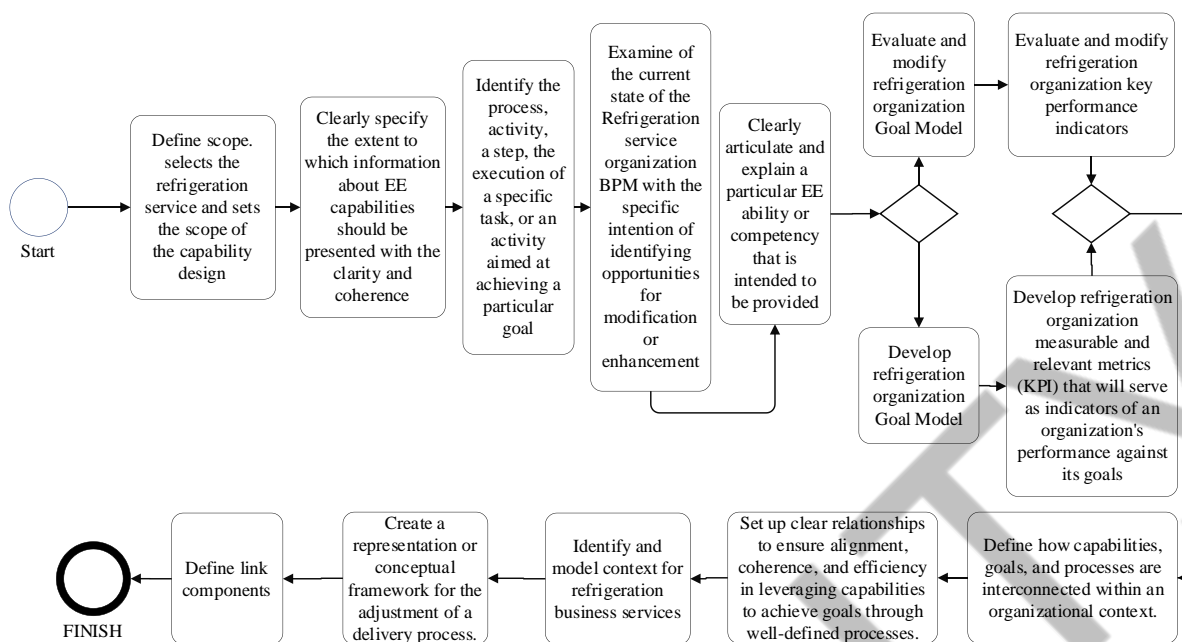 Start
Define scope.
selects the
refrigeration
service and sets
the scope of
the capability
design
Clearly specify
the extent to
which information
about EE
capabilities
should be
presented with the
clarity and
coherence
Identify the
process,
activity,
a step, the
execution of
a specific
task, or an
activity
aimed at
achieving a
particular
goal
Examine of
the current
state of the
Refrigeration
service
organization
BPM with the
specific
intention of
identifying
opportunities
for
modification
or
enhancement
Clearly
articulate and
explain a
particular EE
ability or
competency
that is
intended to
be provided
Evaluate and
modify
refrigeration
organization
Goal Model
Evaluate and modify
refrigeration
organization key
performance
indicators
Develop
refrigeration
organization
Goal Model
Develop refrigeration
organization
measurable and
relevant metrics
(KPI) that will serve
as indicators of an
organization's
performance against
its goals
Define how capabilities,
goals, and processes are
interconnected within an
organizational context.
Set up clear relationships
to ensure alignment,
coherence, and efficiency
in leveraging capabilities
to achieve goals through
well-defined processes.
Identify and
model context for
refrigeration
business services
Create a
representation or
conceptual
framework for the
adjustment of a
delivery process.
Define link
components
FINISH